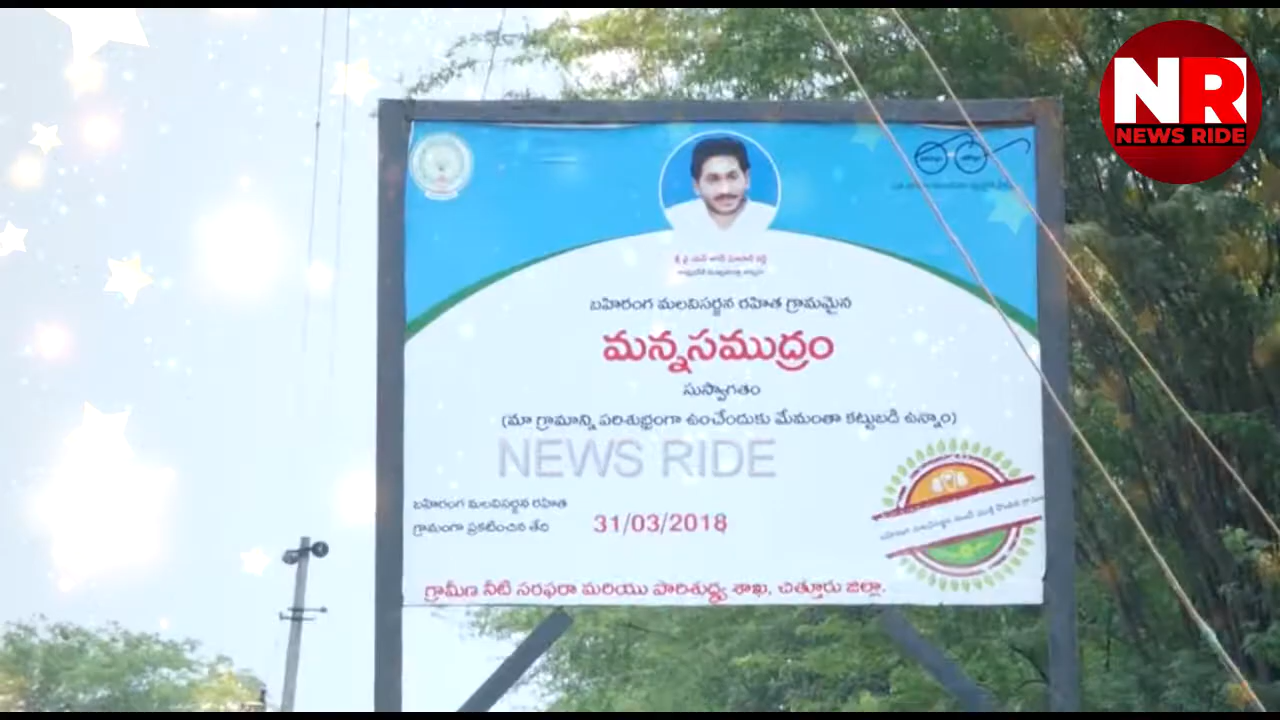 NR
NEWS RIDE
బహిరంగ మలవిసర్జన రహిత గ్రామమైన
మన్నసముద్రం
సుస్వాగతం
(మా గ్రామాన్ని పరిశుభ్రంగా ఉంచేందుకు మేమంతా కట్టుబడి ఉన్నాం)
NEWS RIDE
బహిరంగ మలవిసర్జన రహిత
గ్రామంగా ప్రకటించిన తేది 31/03/2018
గ్రామీణ నీటి సరఫరా మరియు పారిశుద్ధ్య శాఖ, చిత్తూరు జిల్లా.